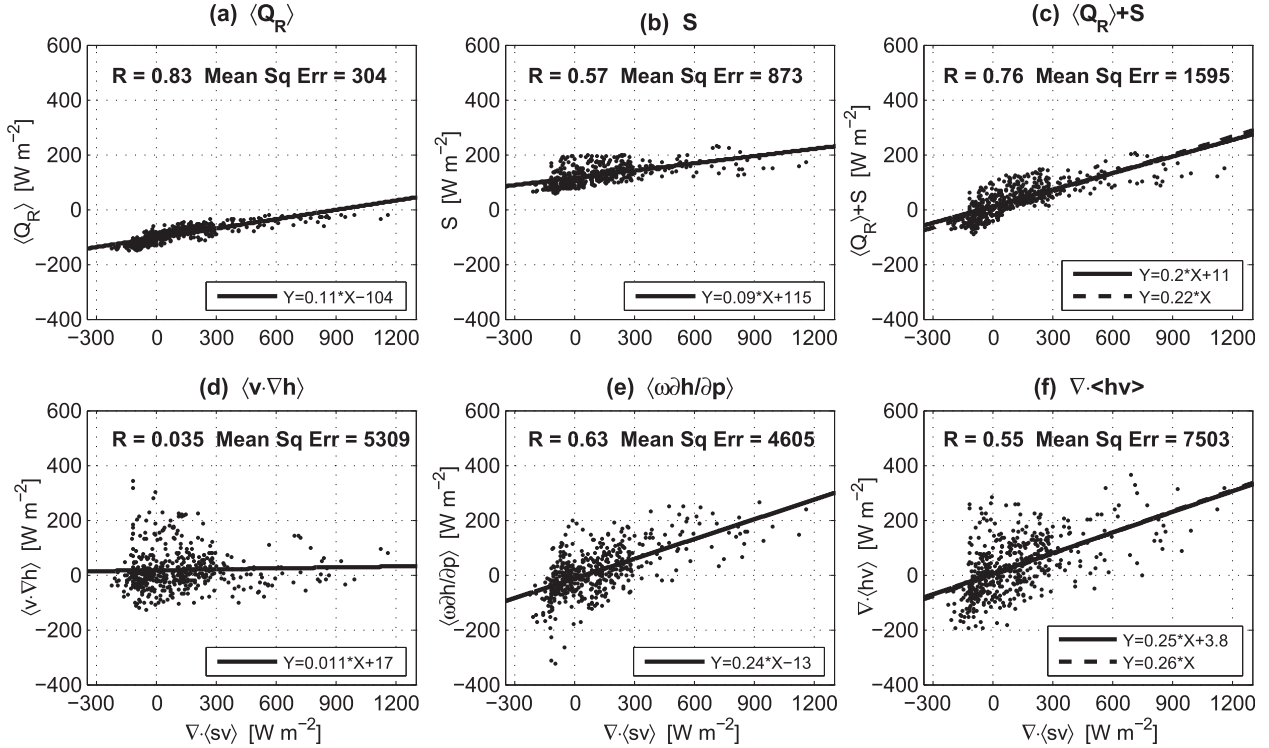 (a) ⟨Q_R⟩
R = 0.83 Mean Sq Err = 304
⟨Q_R⟩ [W m⁻²]
600
400
200
0
−200
−400
Y=0.11*X−104
−300 0 300 600 900 1200
(b) S
R = 0.57 Mean Sq Err = 873
S [W m⁻²]
600
400
200
0
−200
−400
Y=0.09*X+115
−300 0 300 600 900 1200
(c) ⟨Q_R⟩+S
R = 0.76 Mean Sq Err = 1595
⟨Q_R⟩+S [W m⁻²]
600
400
200
0
−200
−400
Y=0.2*X+11
Y=0.22*X
−300 0 300 600 900 1200
(d) ⟨v·∇h⟩
R = 0.035 Mean Sq Err = 5309
⟨v·∇h⟩ [W m⁻²]
600
400
200
0
−200
−400
Y=0.011*X+17
−300 0 300 600 900 1200
∇·⟨sv⟩ [W m⁻²]
(e) ⟨ω∂h/∂p⟩
R = 0.63 Mean Sq Err = 4605
⟨ω∂h/∂p⟩ [W m⁻²]
600
400
200
0
−200
−400
Y=0.24*X−13
−300 0 300 600 900 1200
∇·⟨sv⟩ [W m⁻²]
(f) ∇·<hv>
R = 0.55 Mean Sq Err = 7503
∇·⟨hv⟩ [W m⁻²]
600
400
200
0
−200
−400
Y=0.25*X+3.8
Y=0.26*X
−300 0 300 600 900 1200
∇·⟨sv⟩ [W m⁻²]